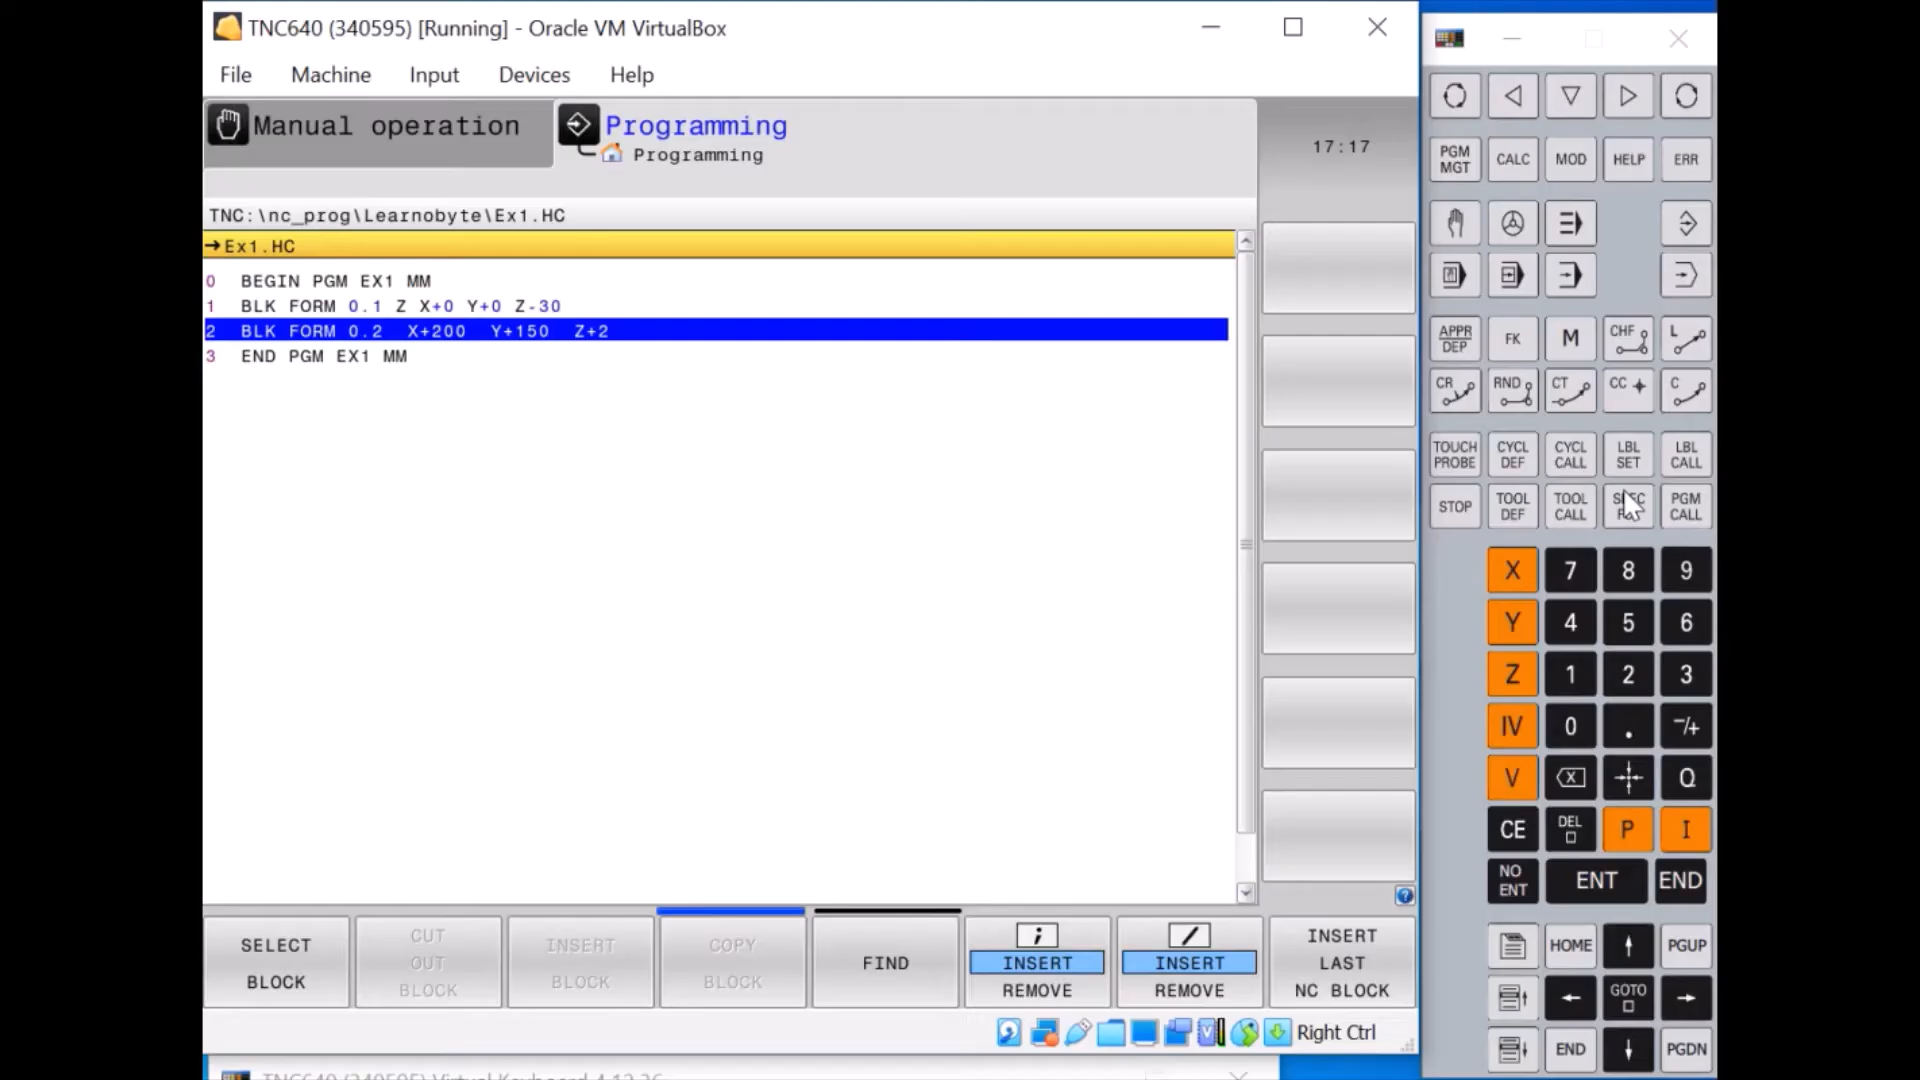 TNC640 (340595) [Running] - Oracle VM VirtualBox
File Machine Input Devices Help
Manual operation
Programming
Programming
17:17
TNC:\nc_prog\Learnobyte\Ex1.HC
→Ex1.HC
0 BEGIN PGM EX1 MM
1 BLK FORM 0.1 Z X+0 Y+0 Z-30
2 BLK FORM 0.2 X+200 Y+150 Z+2
3 END PGM EX1 MM
SELECT BLOCK
CUT OUT BLOCK
INSERT BLOCK
COPY BLOCK
FIND
INSERT REMOVE
INSERT REMOVE
INSERT LAST NC BLOCK
Right Ctrl
PGM MGT CALC MOD HELP ERR
APPR DEP FK M CHF L
CR RND CT CC C
TOUCH PROBE CYCL DEF CYCL CALL LBL SET LBL CALL
STOP TOOL DEF TOOL CALL PGM CALL
X 7 8 9
Y 4 5 6
Z 1 2 3
IV 0 . -/+
V X Q
CE DEL P I
NO ENT ENT END
HOME PGUP
GOTO
END PGDN